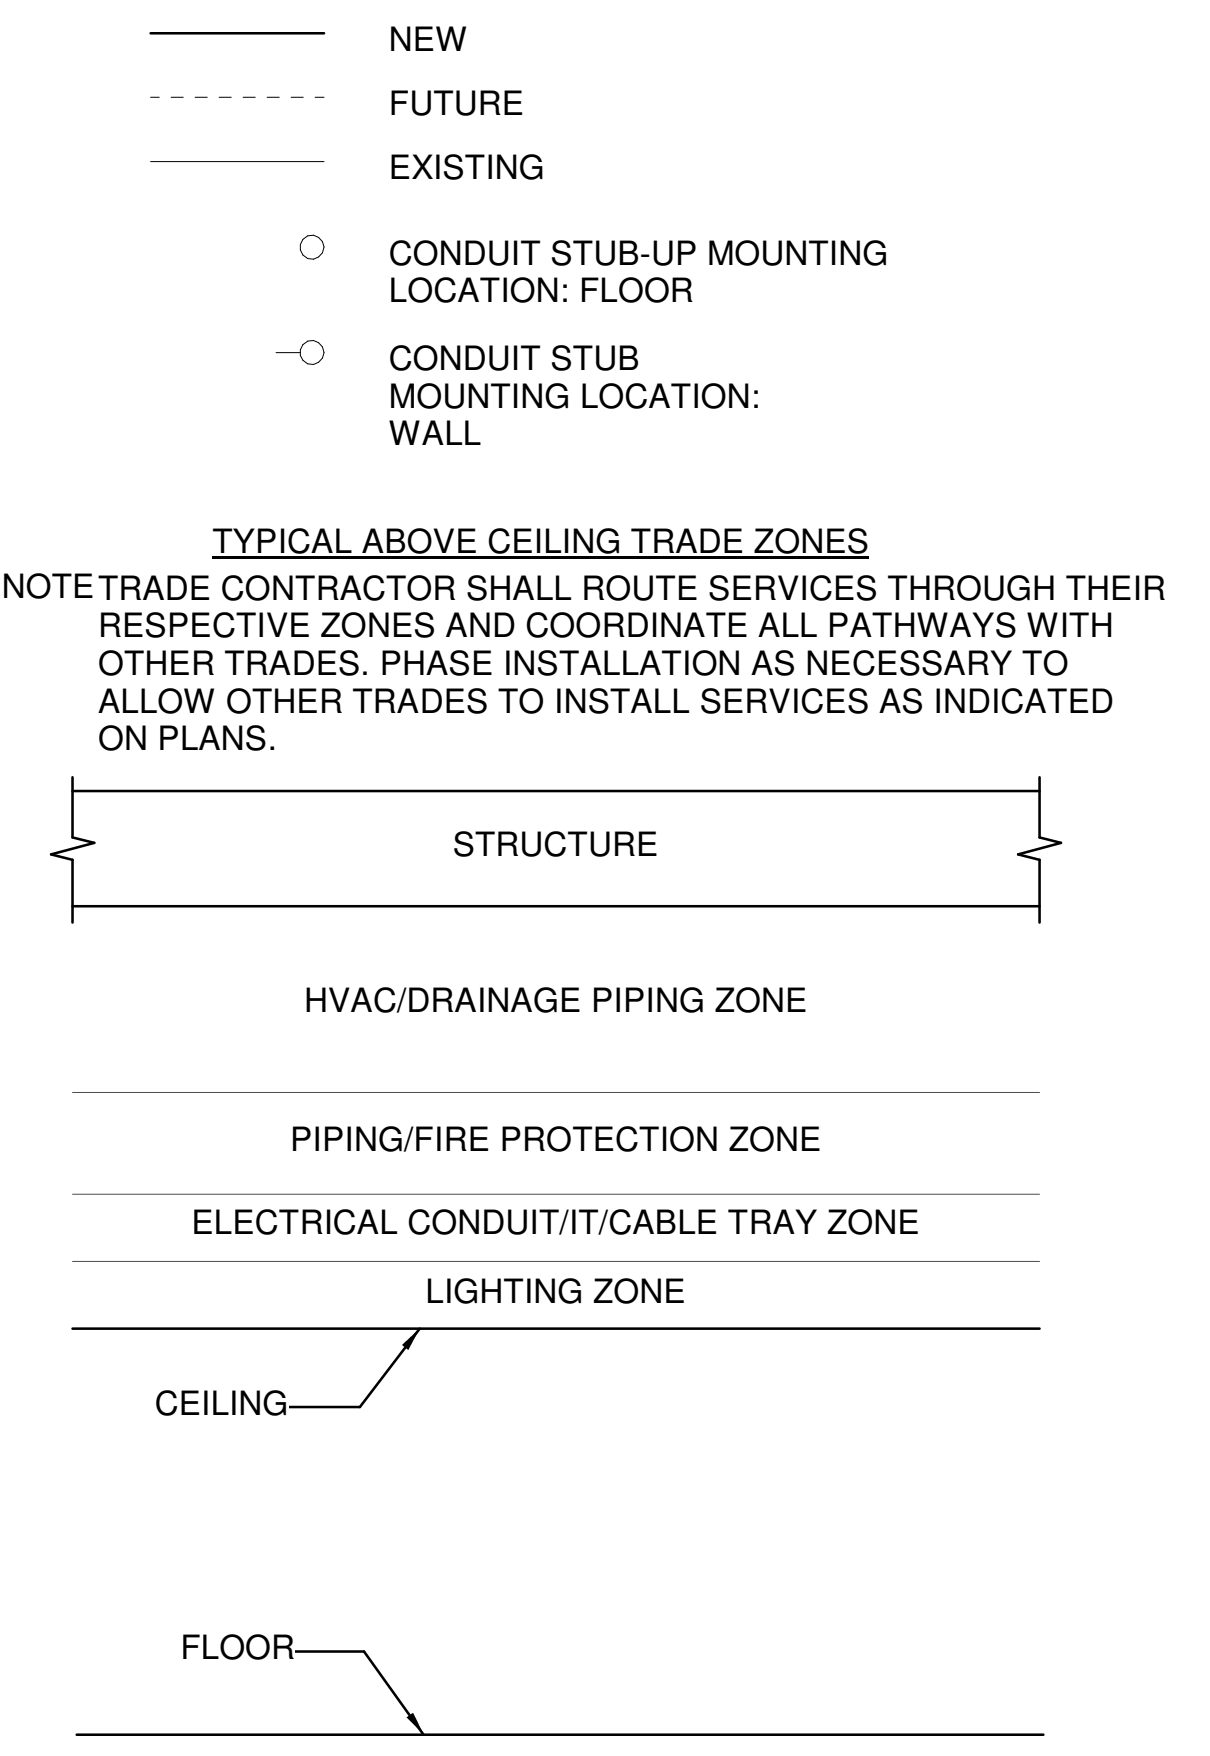 NEW
FUTURE
EXISTING
CONDUIT STUB-UP MOUNTING
LOCATION: FLOOR
CONDUIT STUB
MOUNTING LOCATION:
WALL
TYPICAL ABOVE CEILING TRADE ZONES
NOTE TRADE CONTRACTOR SHALL ROUTE SERVICES THROUGH THEIR
RESPECTIVE ZONES AND COORDINATE ALL PATHWAYS WITH
OTHER TRADES. PHASE INSTALLATION AS NECESSARY TO
ALLOW OTHER TRADES TO INSTALL SERVICES AS INDICATED
ON PLANS.
STRUCTURE
HVAC/DRAINAGE PIPING ZONE
PIPING/FIRE PROTECTION ZONE
ELECTRICAL CONDUIT/IT/CABLE TRAY ZONE
LIGHTING ZONE
CEILING
FLOOR